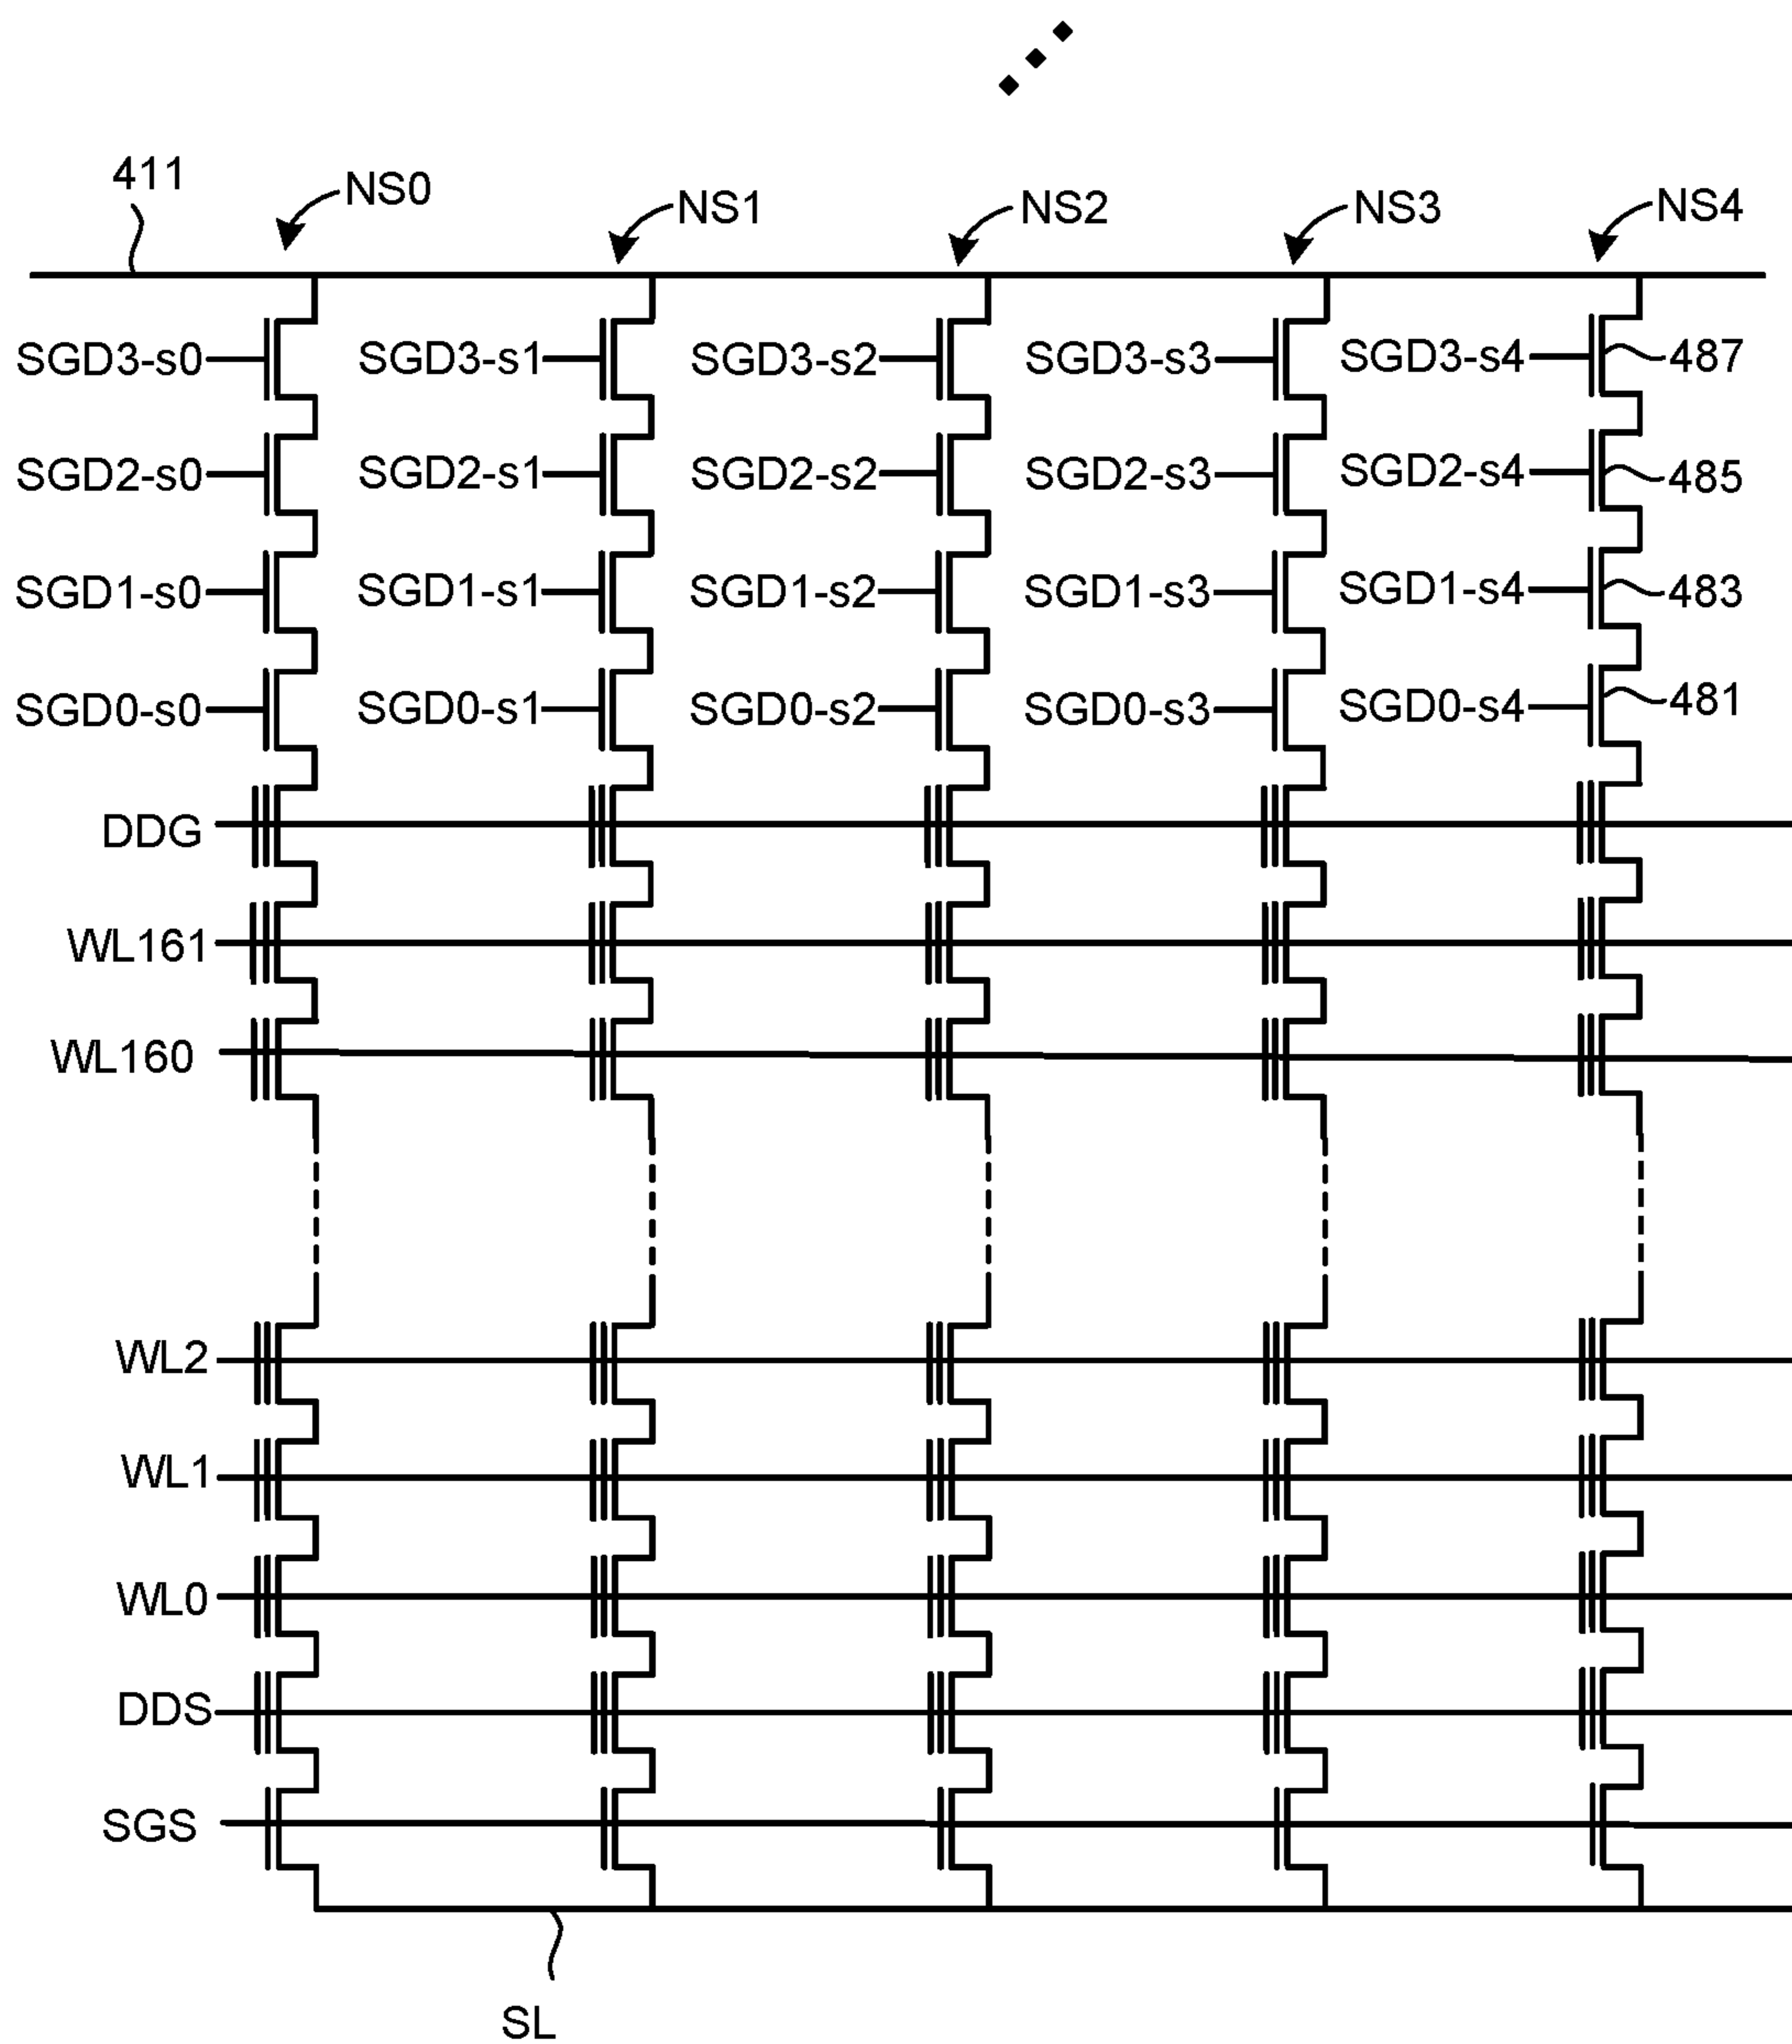 411 NS0 NS1 NS2 NS3 NS4
SGD3-s0 SGD3-s1 SGD3-s2 SGD3-s3 SGD3-s4 487
SGD2-s0 SGD2-s1 SGD2-s2 SGD2-s3 SGD2-s4 485
SGD1-s0 SGD1-s1 SGD1-s2 SGD1-s3 SGD1-s4 483
SGD0-s0 SGD0-s1 SGD0-s2 SGD0-s3 SGD0-s4 481
DDG
WL161
WL160
WL2
WL1
WL0
DDS
SGS
SL